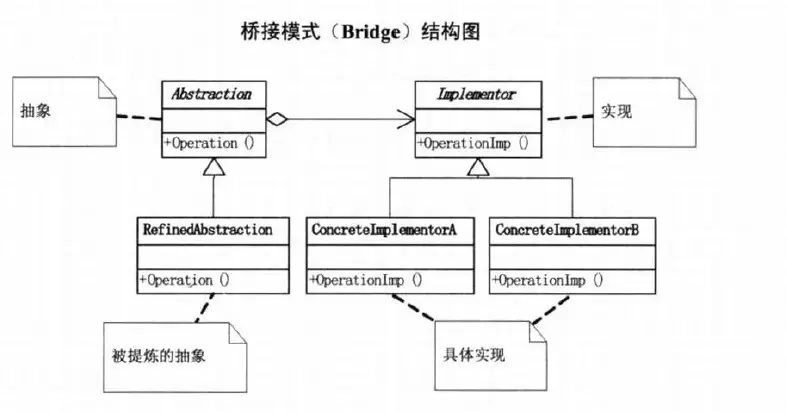 桥接模式（Bridge）结构图
抽象
Abstraction
+Operation ()
Implementor
+OperationImp ()
实现
RefinedAbstraction
+Operation ()
ConcreteImplementorA
+OperationImp ()
ConcreteImplementorB
+OperationImp ()
被提炼的抽象
具体实现